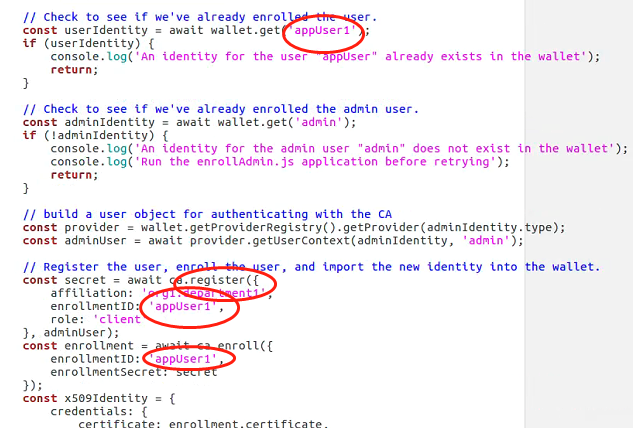 // Check to see if we've already enrolled the user.
const userIdentity = await wallet.get('appUser1');
if (userIdentity) {
console.log('An identity for the user "appUser" already exists in the wallet');
return;
}
// Check to see if we've already enrolled the admin user.
const adminIdentity = await wallet.get('admin');
if (!adminIdentity) {
console.log('An identity for the admin user "admin" does not exist in the wallet');
console.log('Run the enrollAdmin.js application before retrying');
return;
}
// build a user object for authenticating with the CA
const provider = wallet.getProviderRegistry().getProvider(adminIdentity.type);
const adminUser = await provider.getUserContext(adminIdentity, 'admin');
// Register the user, enroll the user, and import the new identity into the wallet.
const secret = await ca.register({
affiliation: 'org1.department1',
enrollmentID: 'appUser1',
role: 'client
}, adminUser);
const enrollment = await ca.enroll({
enrollmentID: 'appUser1',
enrollmentSecret: secret
});
const x509Identity = {
credentials: {
certificate: enrollment.certificate,